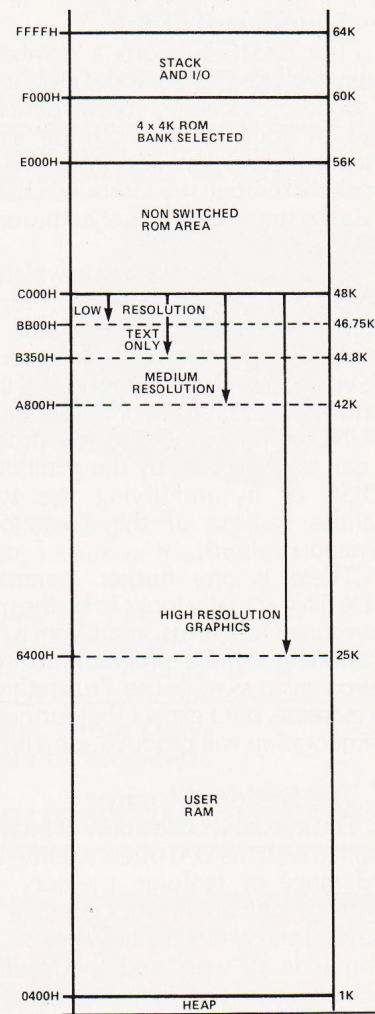 FFFFH 64K
STACK
AND I/O
F000H 60K
4 x 4K ROM
BANK SELECTED
E000H 56K
NON SWITCHED
ROM AREA
C000H 48K
LOW RESOLUTION
BB00H 46.75K
TEXT
ONLY
B350H 44.8K
MEDIUM
RESOLUTION
A800H 42K
HIGH RESOLUTION
GRAPHICS
6400H 25K
USER
RAM
0400H 1K
HEAP